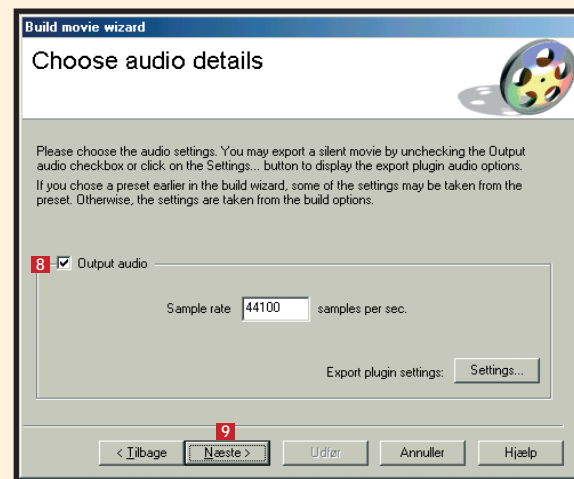 Build movie wizard
Choose audio details
Please choose the audio settings. You may export a silent movie by unchecking the Output
audio checkbox or click on the Settings... button to display the export plugin audio options.
If you chose a preset earlier in the build wizard, some of the settings may be taken from the
preset. Otherwise, the settings are taken from the build options.
8 Output audio
Sample rate 44100 samples per sec.
Export plugin settings: Settings...
9
< Tilbage Næste > Udfør Annuller Hjælp